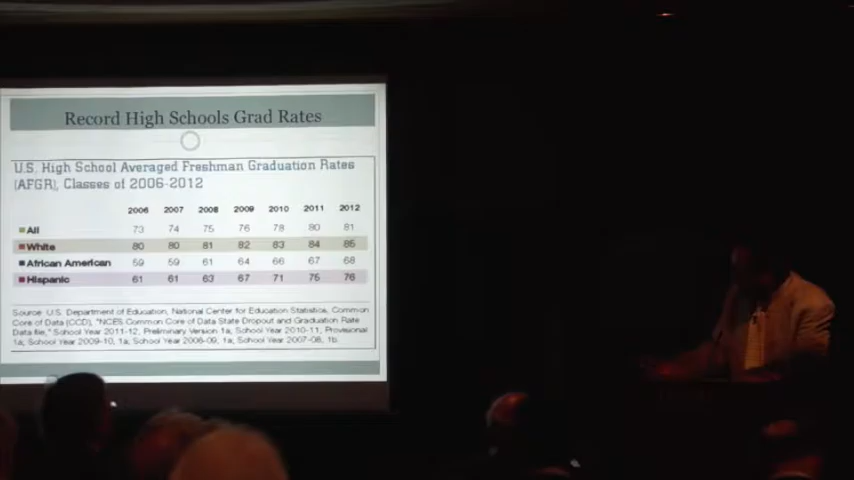 Record High Schools Grad Rates
U.S. High School Averaged Freshman Graduation Rates
(AFGR), Classes of 2006-2012
2006 2007 2008 2009 2010 2011 2012
All 73 74 75 76 78 80 81
White 80 80 81 82 83 84 85
African American 59 59 61 64 66 67 68
Hispanic 61 61 63 67 71 75 76
Source: U.S. Department of Education, National Center for Education Statistics, Common
Core of Data (CCD), "NCES Common Core of Data State Dropout and Graduation Rate
Data file," School Year 2011-12, Preliminary Version 1a, School Year 2010-11, Provisional
1a; School Year 2009-10, 1a; School Year 2008-09, 1a; School Year 2007-08, 1b.